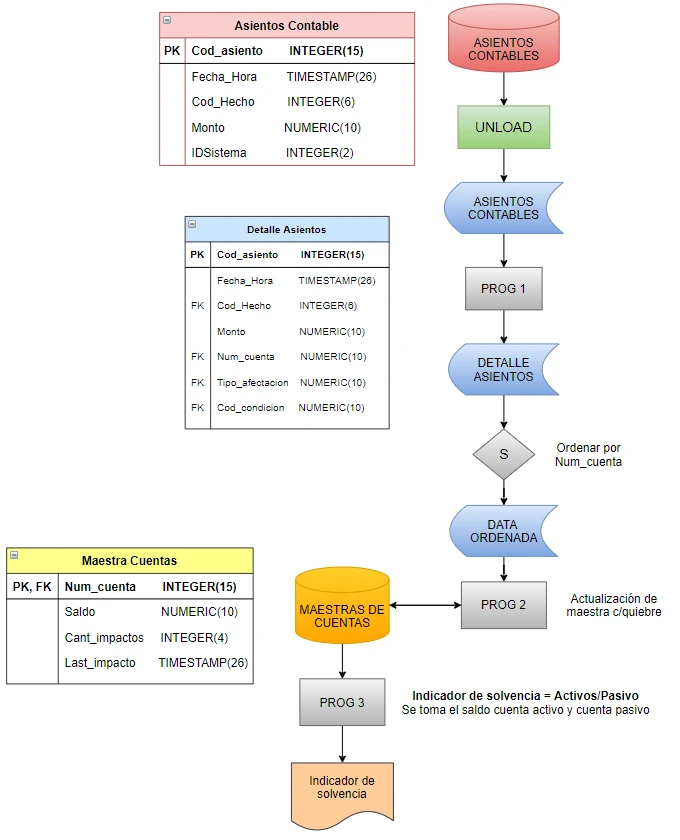 Asientos Contable
PK Cod_asiento INTEGER(15)
Fecha_Hora TIMESTAMP(26)
Cod_Hecho INTEGER(6)
Monto NUMERIC(10)
IDSistema INTEGER(2)
ASIENTOS
CONTABLES
UNLOAD
ASIENTOS
CONTABLES
Detalle Asientos
PK Cod_asiento INTEGER(15)
Fecha_Hora TIMESTAMP(26)
FK Cod_Hecho INTEGER(6)
Monto NUMERIC(10)
FK Num_cuenta NUMERIC(10)
FK Tipo_afectacion NUMERIC(10)
FK Cod_condicion NUMERIC(10)
PROG 1
DETALLE
ASIENTOS
S
Ordenar por
Num_cuenta
DATA
ORDENADA
Maestra Cuentas
PK, FK Num_cuenta INTEGER(15)
Saldo NUMERIC(10)
Cant_impactos INTEGER(4)
Last_impacto TIMESTAMP(26)
MAESTRAS DE
CUENTAS
PROG 2
Actualización de
maestra c/quiebre
PROG 3
Indicador de solvencia = Activos/Pasivo
Se toma el saldo cuenta activo y cuenta pasivo
Indicador de
solvencia